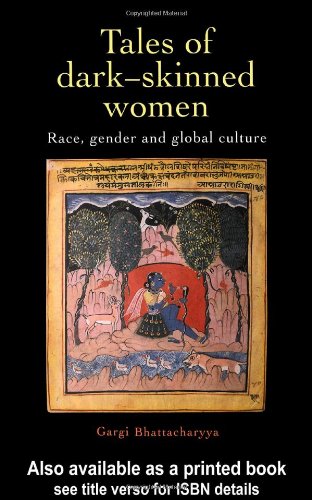 Tales of
dark–skinned
women
Race, gender and global culture
Gargi Bhattacharyya
Also available as a printed book
see title verso for ISBN details